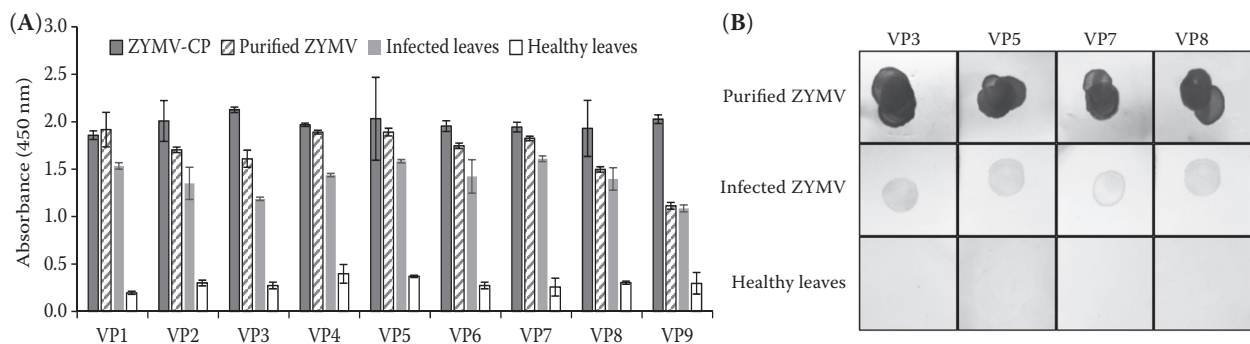 (A)
3.0
ZYMV-CP Purified ZYMV Infected leaves Healthy leaves
2.5
2.0
1.5
1.0
0.5
0.0
Absorbance (450 nm)
VP1 VP2 VP3 VP4 VP5 VP6 VP7 VP8 VP9
(B)
VP3 VP5 VP7 VP8
Purified ZYMV
Infected ZYMV
Healthy leaves